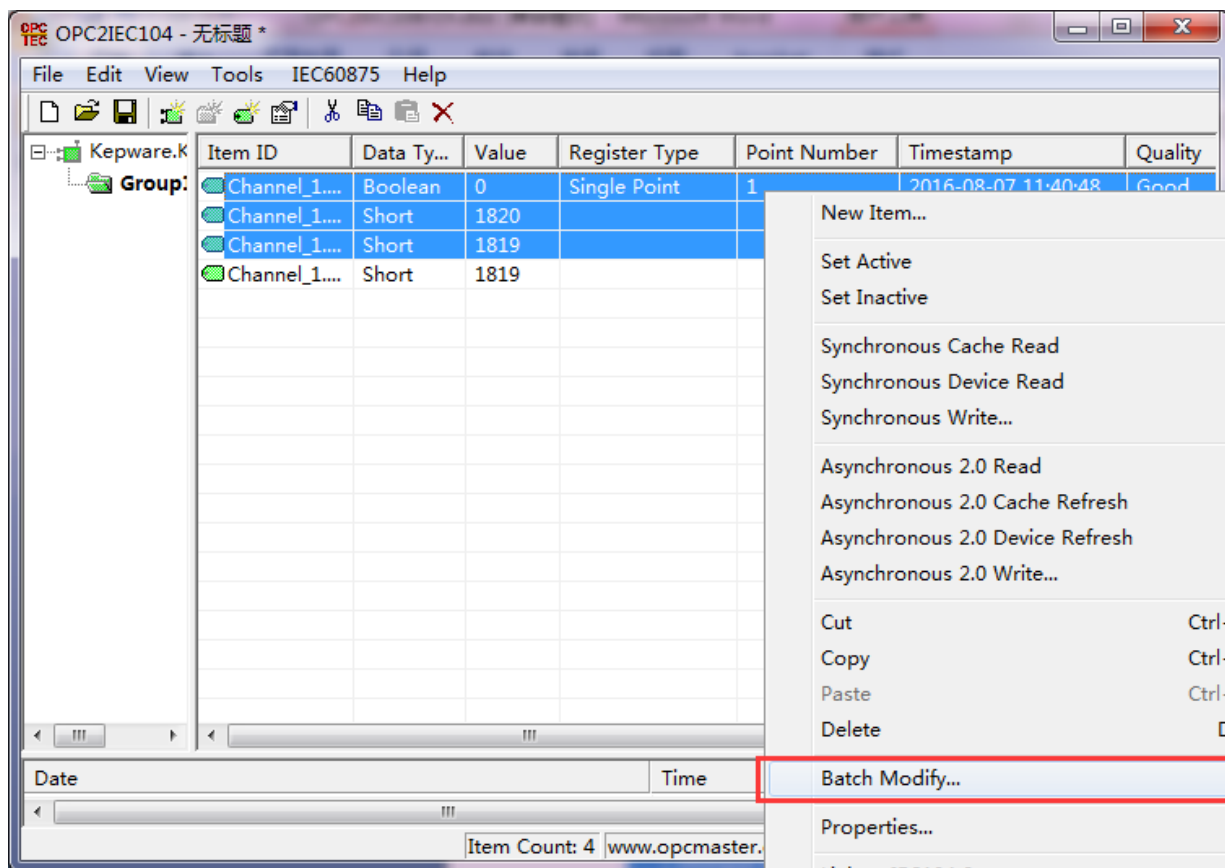 OPC2IEC104 - 无标题 *
File Edit View Tools IEC60875 Help
Kepware.K
Item ID Data Ty... Value Register Type Point Number Timestamp Quality
Group
Channel_1.... Boolean 0 Single Point 1 2016-08-07 11:40:48 Good
Channel_1.... Short 1820
Channel_1.... Short 1819
Channel_1.... Short 1819
New Item...
Set Active
Set Inactive
Synchronous Cache Read
Synchronous Device Read
Synchronous Write...
Asynchronous 2.0 Read
Asynchronous 2.0 Cache Refresh
Asynchronous 2.0 Device Refresh
Asynchronous 2.0 Write...
Cut Ctrl-
Copy Ctrl-
Paste Ctrl-
Delete
Date Time
Batch Modify...
Properties...
Item Count: 4 www.opcmaster.